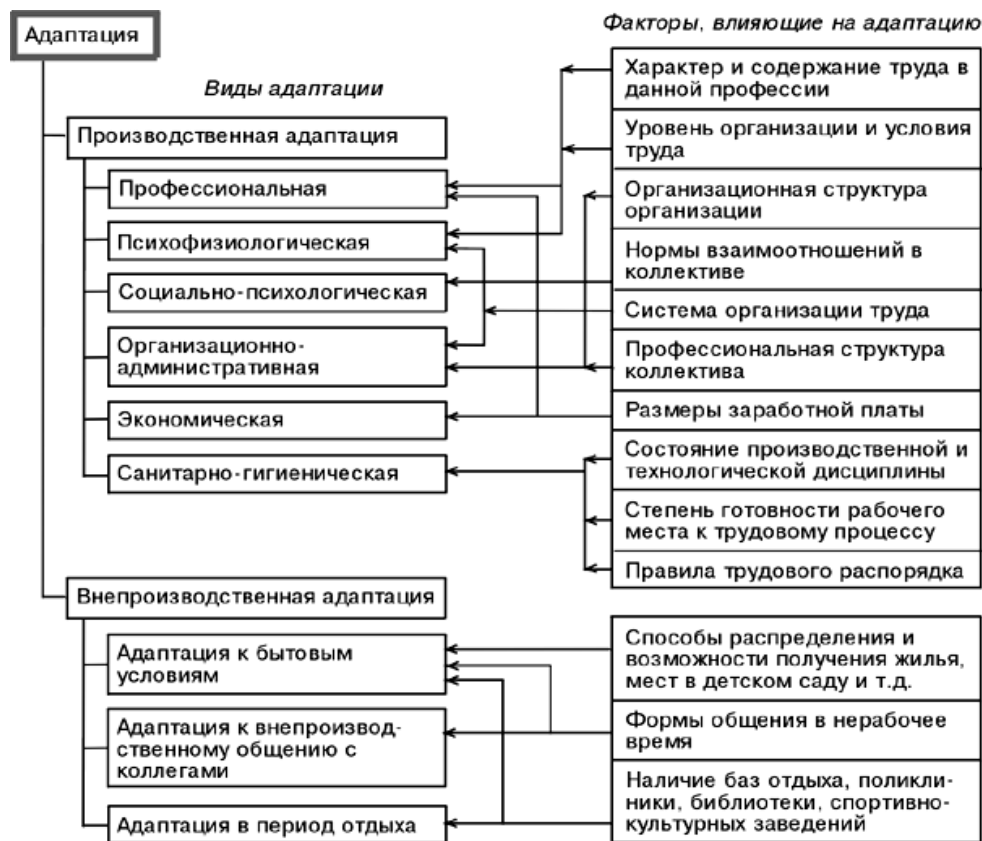 Адаптация
Факторы, влияющие на адаптацию
Виды адаптации
Производственная адаптация
Профессиональная
Психофизиологическая
Социально-психологическая
Организационно-
административная
Экономическая
Санитарно-гигиеническая
Внепроизводственная адаптация
Адаптация к бытовым
условиям
Адаптация к внепроизвод-
ственному общению с
коллегами
Адаптация в период отдыха
Характер и содержание труда в
данной профессии
Уровень организации и условия
труда
Организационная структура
организации
Нормы взаимоотношений в
коллективе
Система организации труда
Профессиональная структура
коллектива
Размеры заработной платы
Состояние производственной и
технологической дисциплины
Степень готовности рабочего
места к трудовому процессу
Правила трудового распорядка
Способы распределения и
возможности получения жилья,
мест в детском саду и т.д.
Формы общения в нерабочее
время
Наличие баз отдыха, поликли-
ники, библиотеки, спортивно-
культурных заведений